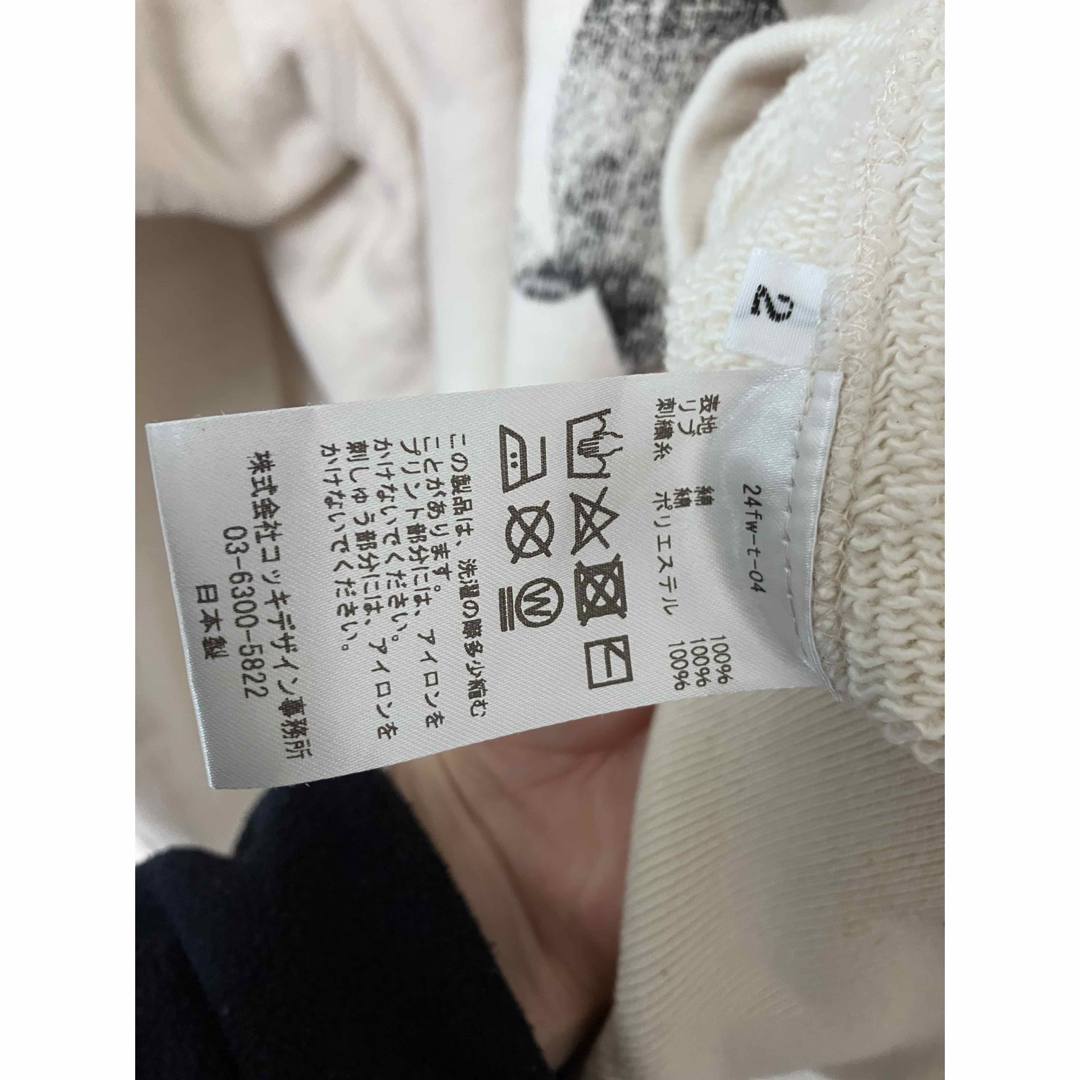 2
24fw-t-04
表地 綿 100%
リブ 綿 100%
刺繍糸 ポリエステル 100%
W
この製品は、洗濯の際多少縮む
ことがあります。
プリント部分には、アイロンを
かけないでください。
刺しゅう部分には、アイロンを
かけないでください。
株式会社コッキデザイン事務所
03-6300-5822
日本製